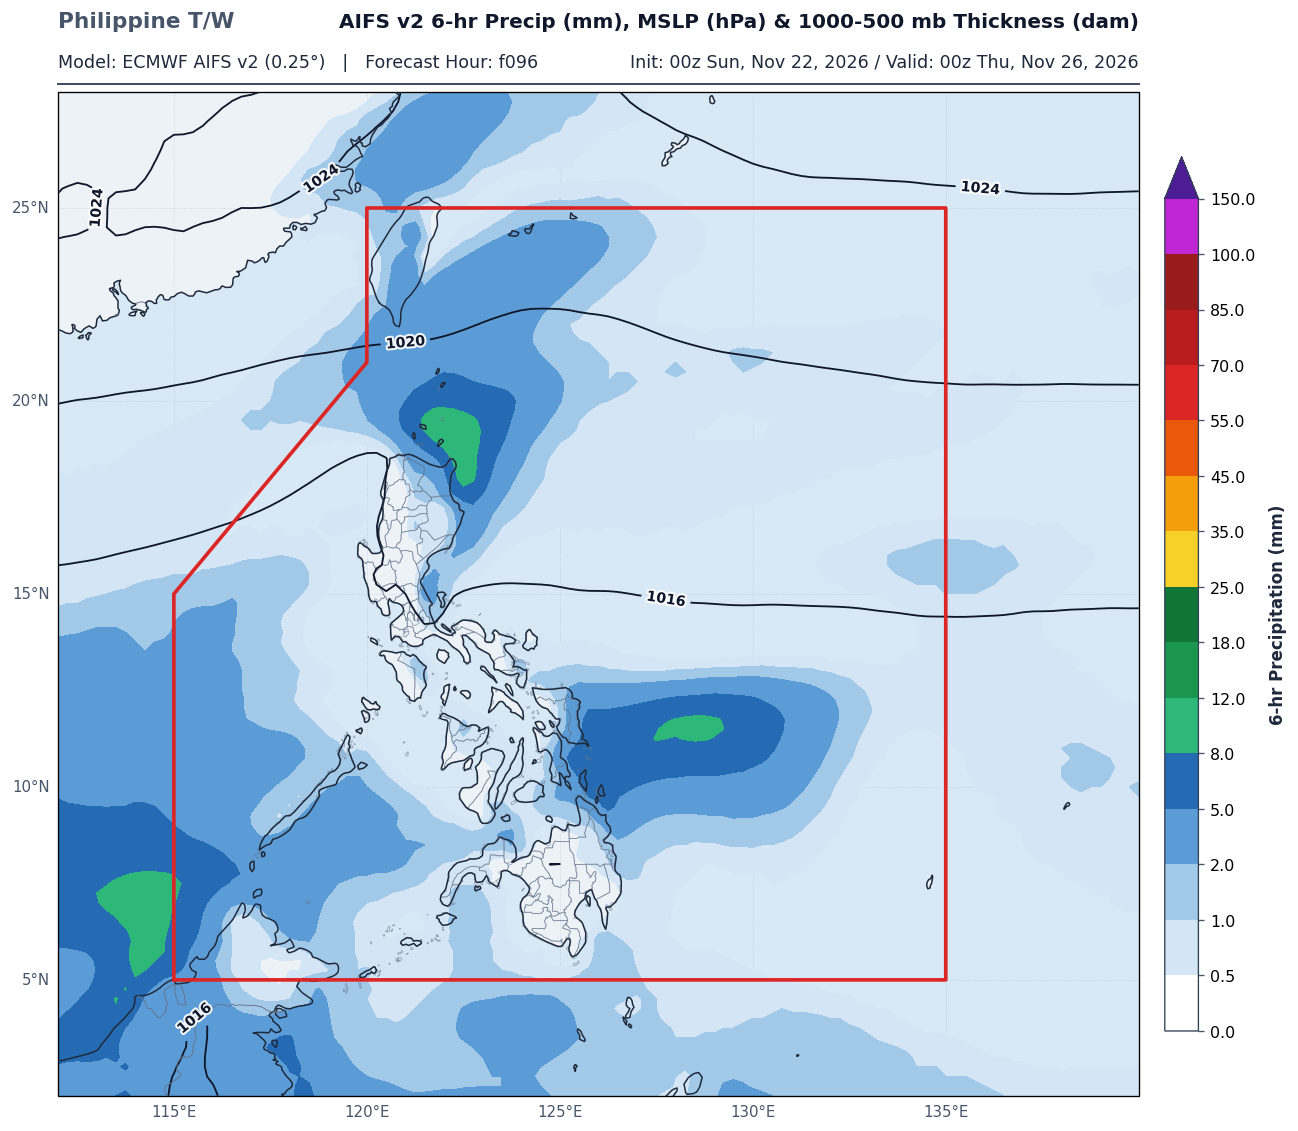 Philippine T/W
AIFS v2 6-hr Precip (mm), MSLP (hPa) & 1000-500 mb Thickness (dam)
Model: ECMWF AIFS v2 (0.25°) | Forecast Hour: f096
Init: 00z Sun, Nov 22, 2026 / Valid: 00z Thu, Nov 26, 2026
1024
1024
1024
1020
1016
1016
25°N
20°N
15°N
10°N
5°N
115°E
120°E
125°E
130°E
135°E
150.0
100.0
85.0
70.0
55.0
45.0
35.0
25.0
18.0
12.0
8.0
5.0
2.0
1.0
0.5
0.0
6-hr Precipitation (mm)